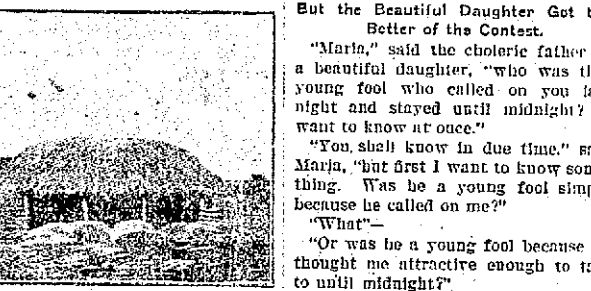 But the Beautiful Daughter Got
Better of the Contest.
"Maria," said the choleric father
a beautiful daughter, "who was
young fool who called on you
night and stayed until midnight?
want to know at once."
"You shall know in due time,"
Maria, "but first I want to know
thing. Was he a young fool
because he called on me?"
"What"—
"Or was he a young fool because
thought me attractive enough to
to until midnight?"